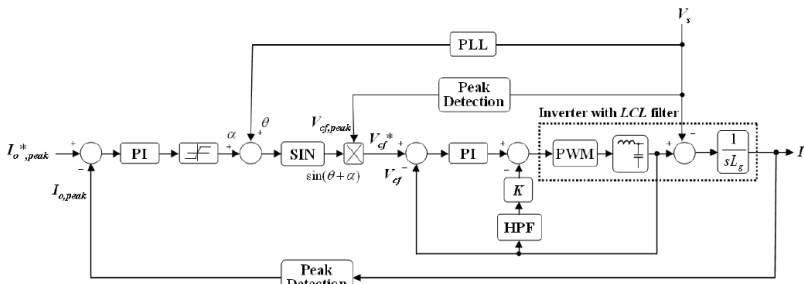 V_s
PLL
Peak
Detection
Inverter with LCL filter
θ
V_cf,peak
V_cf*
I_o*,peak
+
−
PI
α
+
+
SIN
sin(θ+α)
+
−
V_cf
PI
+
−
PWM
+
−
1
sL_g
I
K
HPF
I_o,peak
Peak
Detection